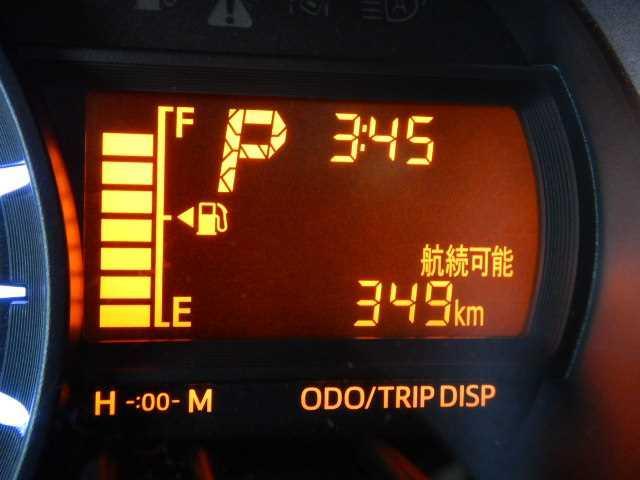 F P 3:45
航続可能
E 349km
H -:00- M ODO/TRIP DISP